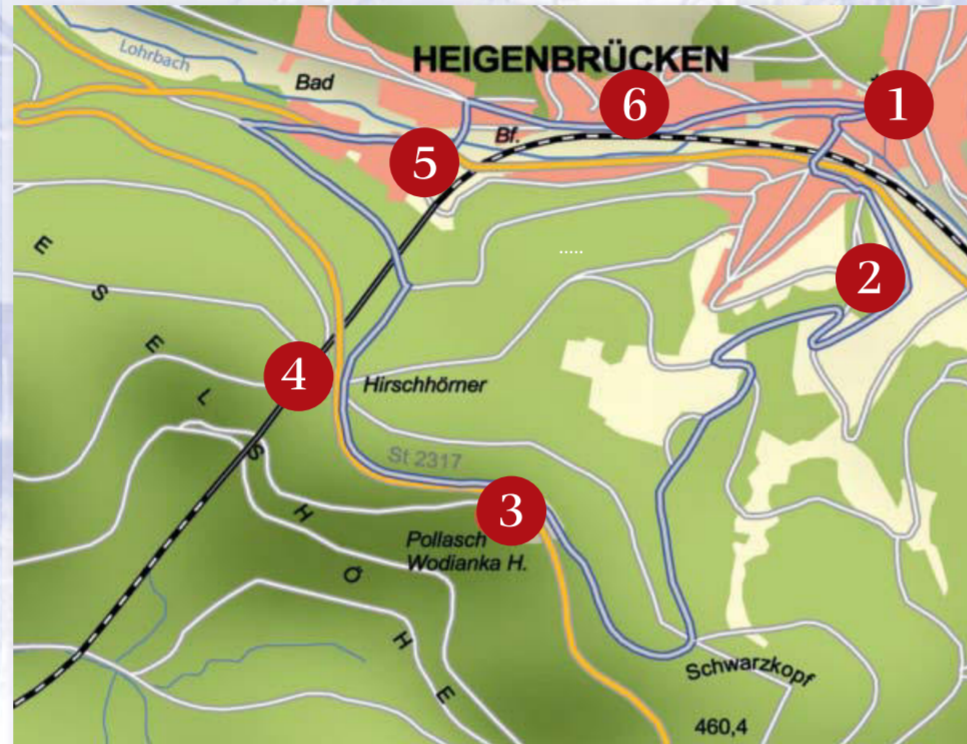 Lohrbach
HEIGENBRÜCKEN
Bad
6
1
Bf.
5
2
4
Hirschhörner
St 2317
3
Pollasch
Wodianka H.
ESELSHÖHE
Schwarzkopf
460,4